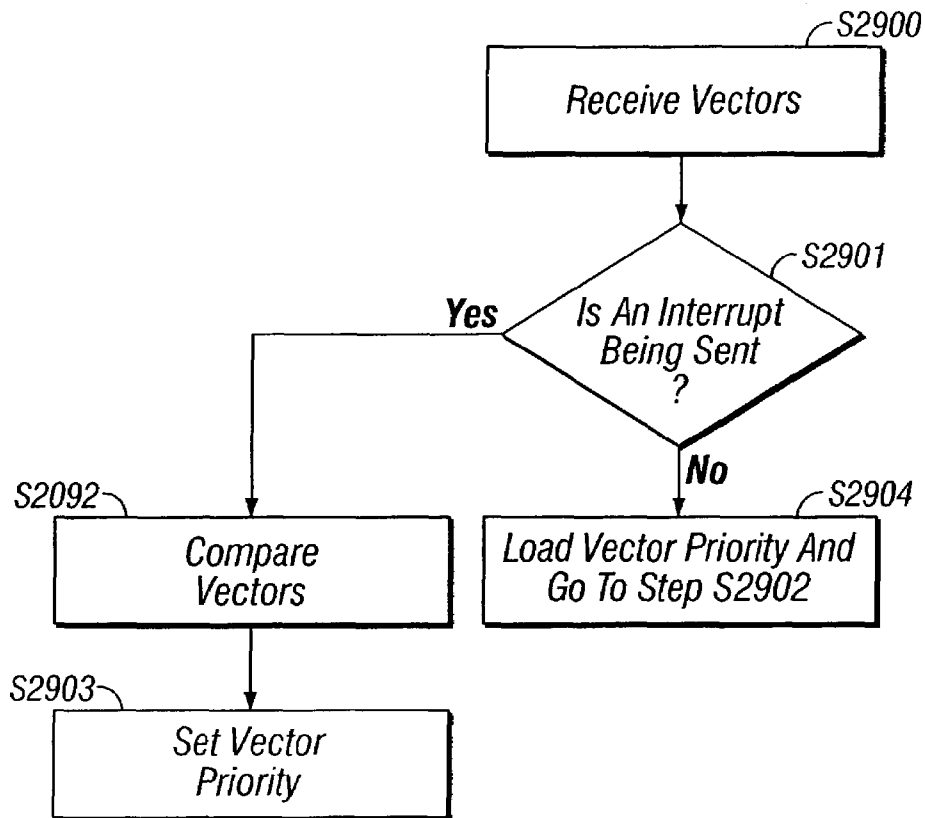 S2900
Receive Vectors
S2901
Is An Interrupt
Being Sent
?
Yes
No
S2092
Compare
Vectors
S2904
Load Vector Priority And
Go To Step S2902
S2903
Set Vector
Priority